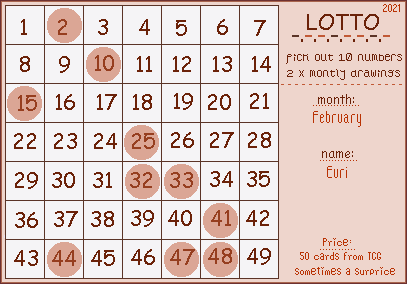 2021
LOTTO
pick out 10 numbers
2 x montly drawings
month:
February
name:
Euri
Price:
50 cards from TCG
Sometimes a Surprice
1 2 3 4 5 6 7
8 9 10 11 12 13 14
15 16 17 18 19 20 21
22 23 24 25 26 27 28
29 30 31 32 33 34 35
36 37 38 39 40 41 42
43 44 45 46 47 48 49